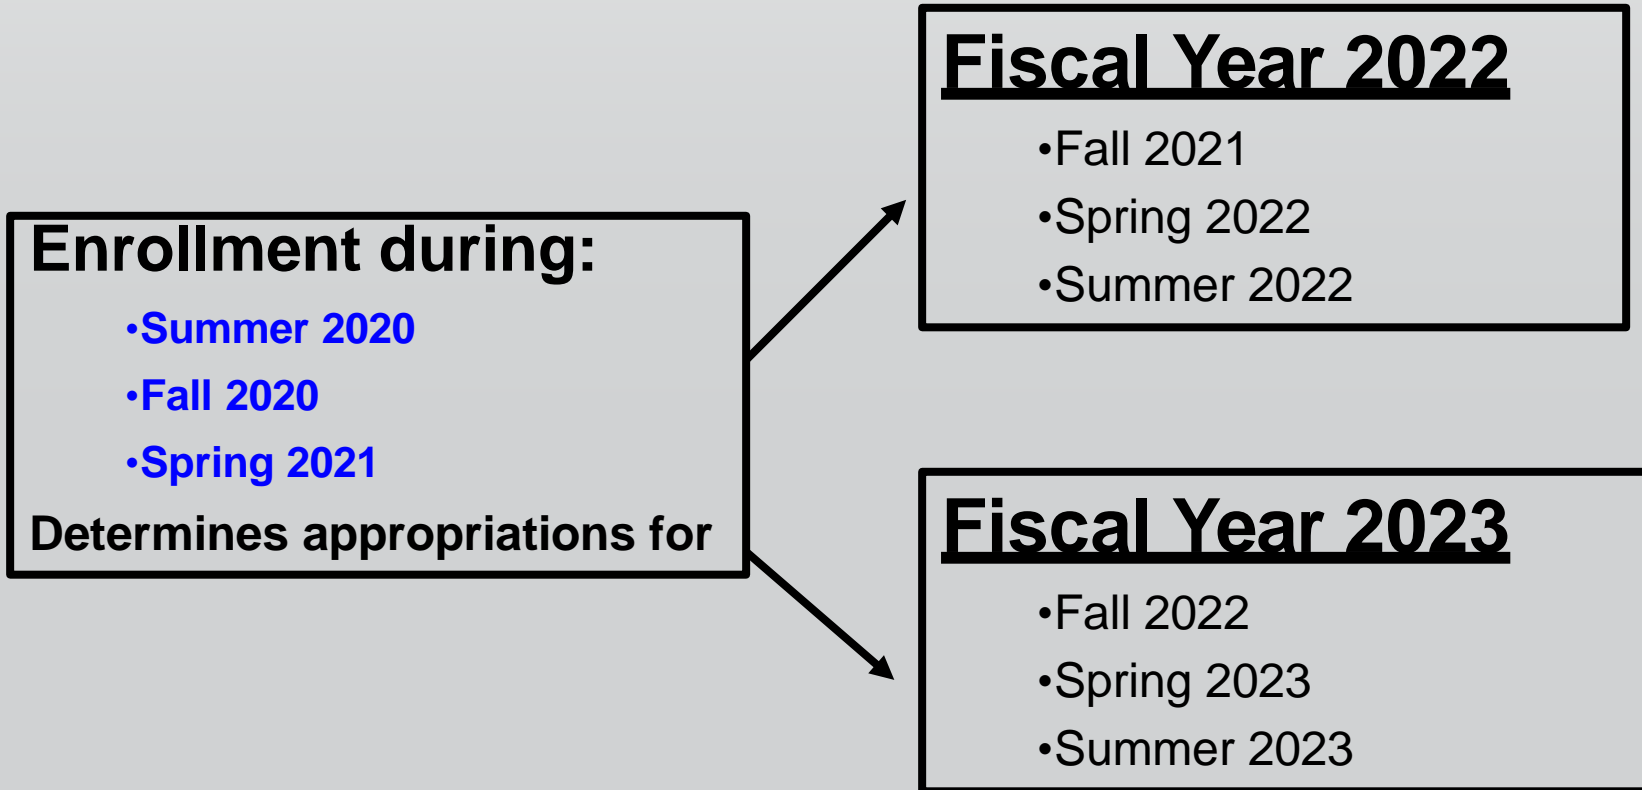 Enrollment during:
•Summer 2020
•Fall 2020
•Spring 2021
Determines appropriations for
Fiscal Year 2022
•Fall 2021
•Spring 2022
•Summer 2022
Fiscal Year 2023
•Fall 2022
•Spring 2023
•Summer 2023